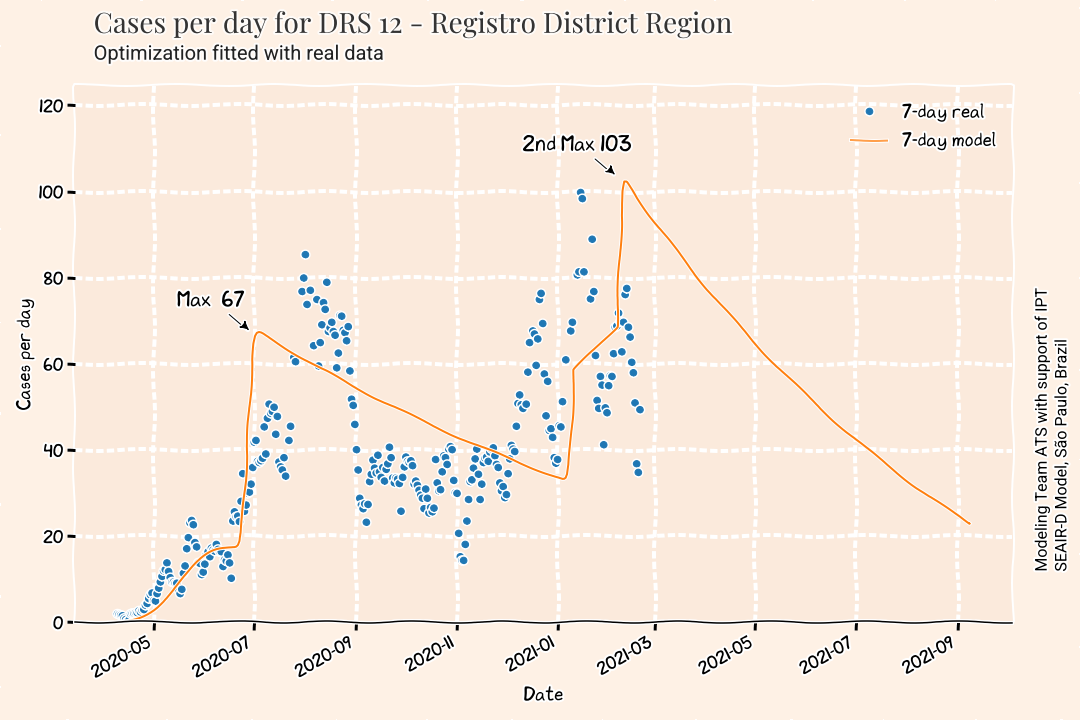 Cases per day for DRS 12 - Registro District Region
Optimization fitted with real data
120
100
80
60
40
20
0
Cases per day
7-day real
7-day model
2nd Max 103
Max 67
2020-05
2020-07
2020-09
2020-11
2021-01
2021-03
2021-05
2021-07
2021-09
Date
Modeling Team ATS with support of IPT
SEAIR-D Model, São Paulo, Brazil